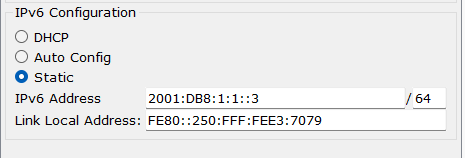 IPv6 Configuration
DHCP
Auto Config
Static
IPv6 Address 2001:DB8:1:1::3 / 64
Link Local Address: FE80::250:FFF:FEE3:7079